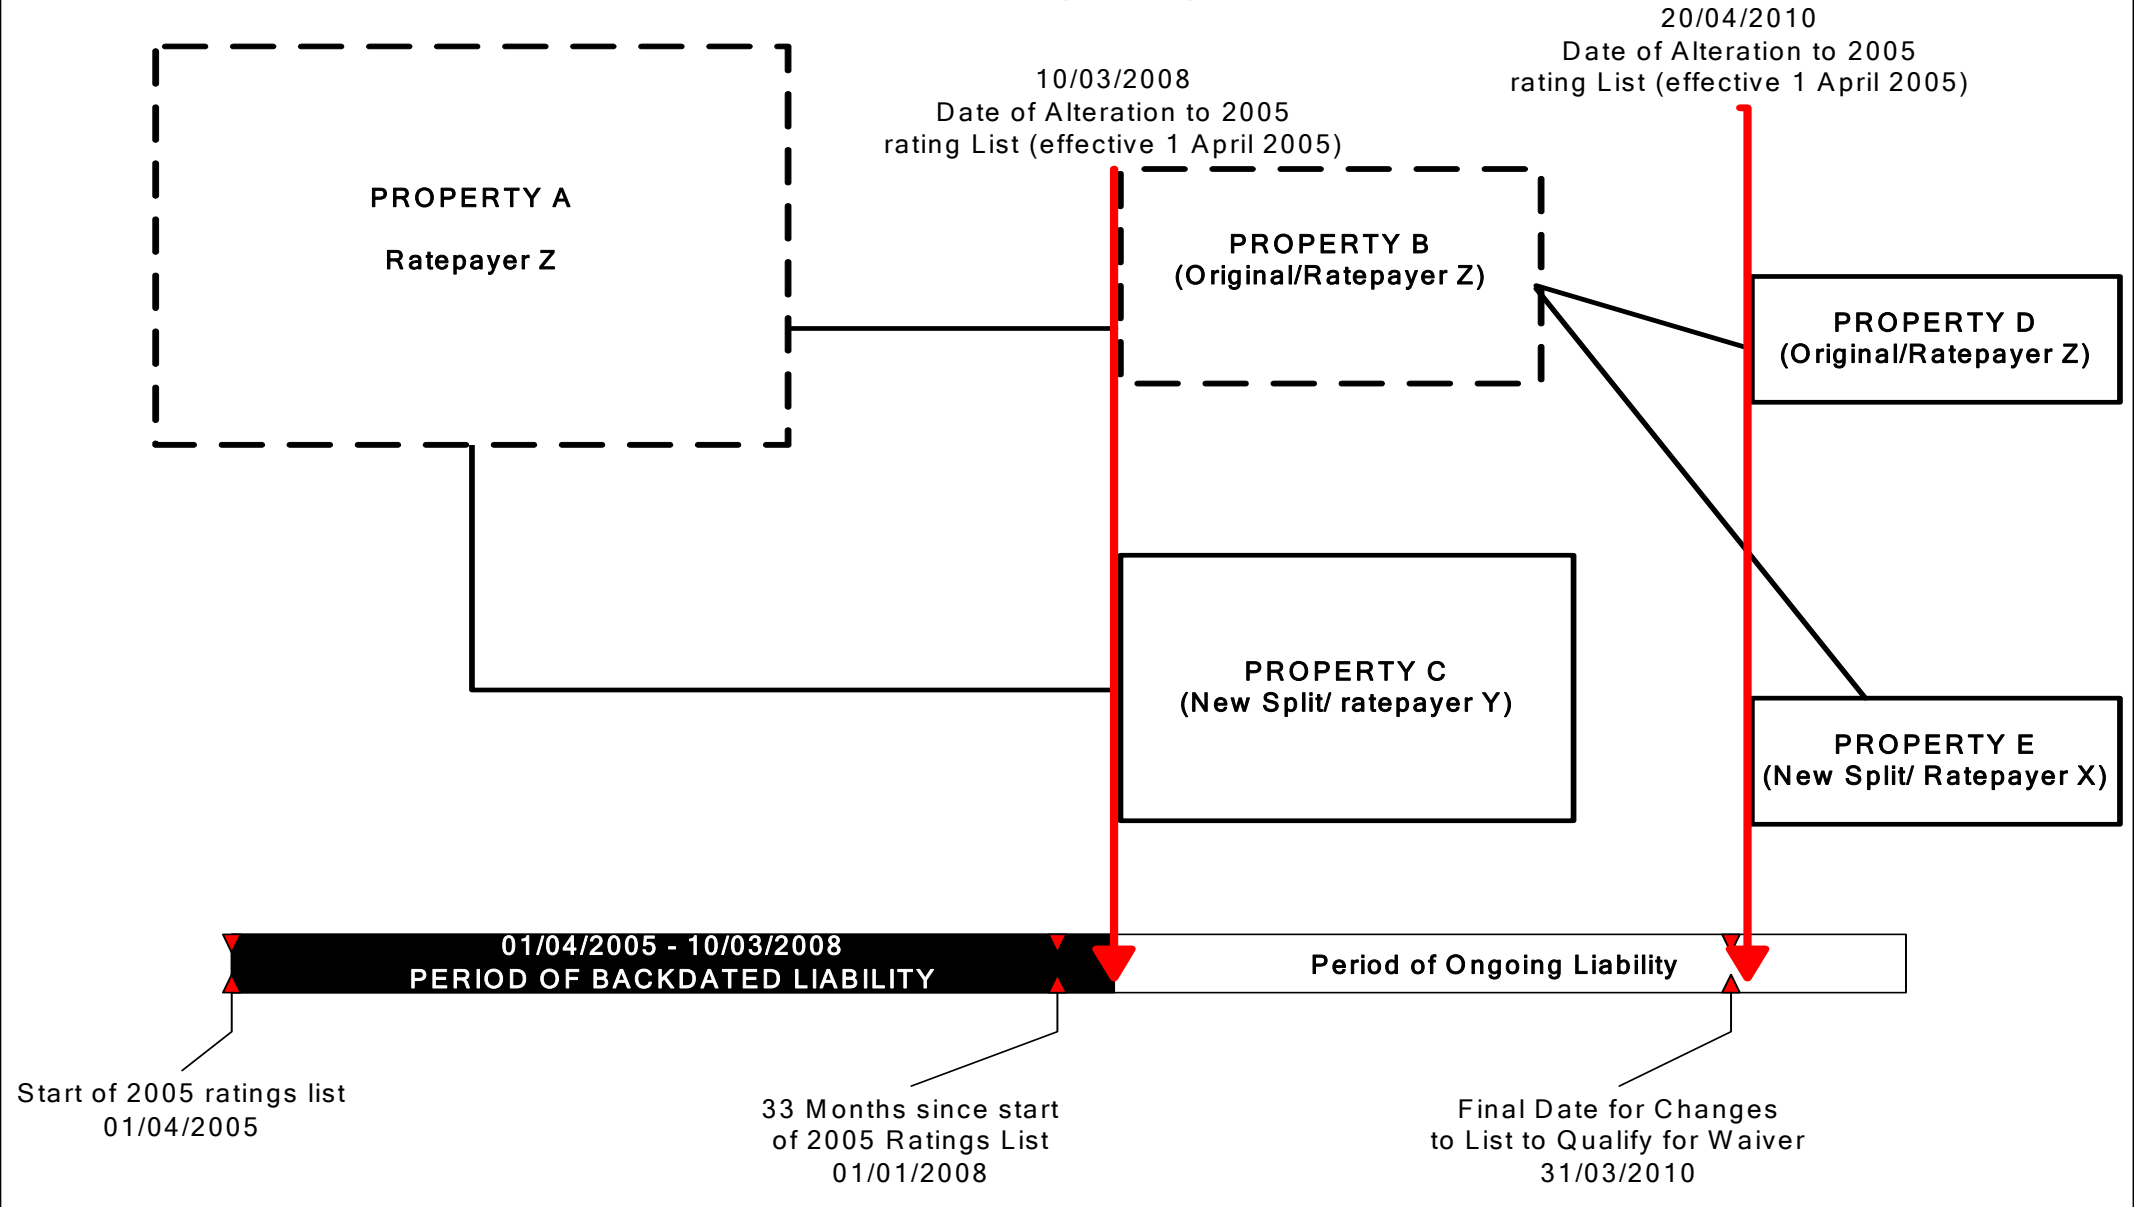 20/04/2010
Date of Alteration to 2005
rating List (effective 1 April 2005)
10/03/2008
Date of Alteration to 2005
rating List (effective 1 April 2005)
PROPERTY A
Ratepayer Z
PROPERTY B
(Original/Ratepayer Z)
PROPERTY D
(Original/Ratepayer Z)
PROPERTY C
(New Split/ ratepayer Y)
PROPERTY E
(New Split/ Ratepayer X)
01/04/2005 - 10/03/2008
PERIOD OF BACKDATED LIABILITY
Period of Ongoing Liability
Start of 2005 ratings list
01/04/2005
33 Months since start
of 2005 Ratings List
01/01/2008
Final Date for Changes
to List to Qualify for Waiver
31/03/2010